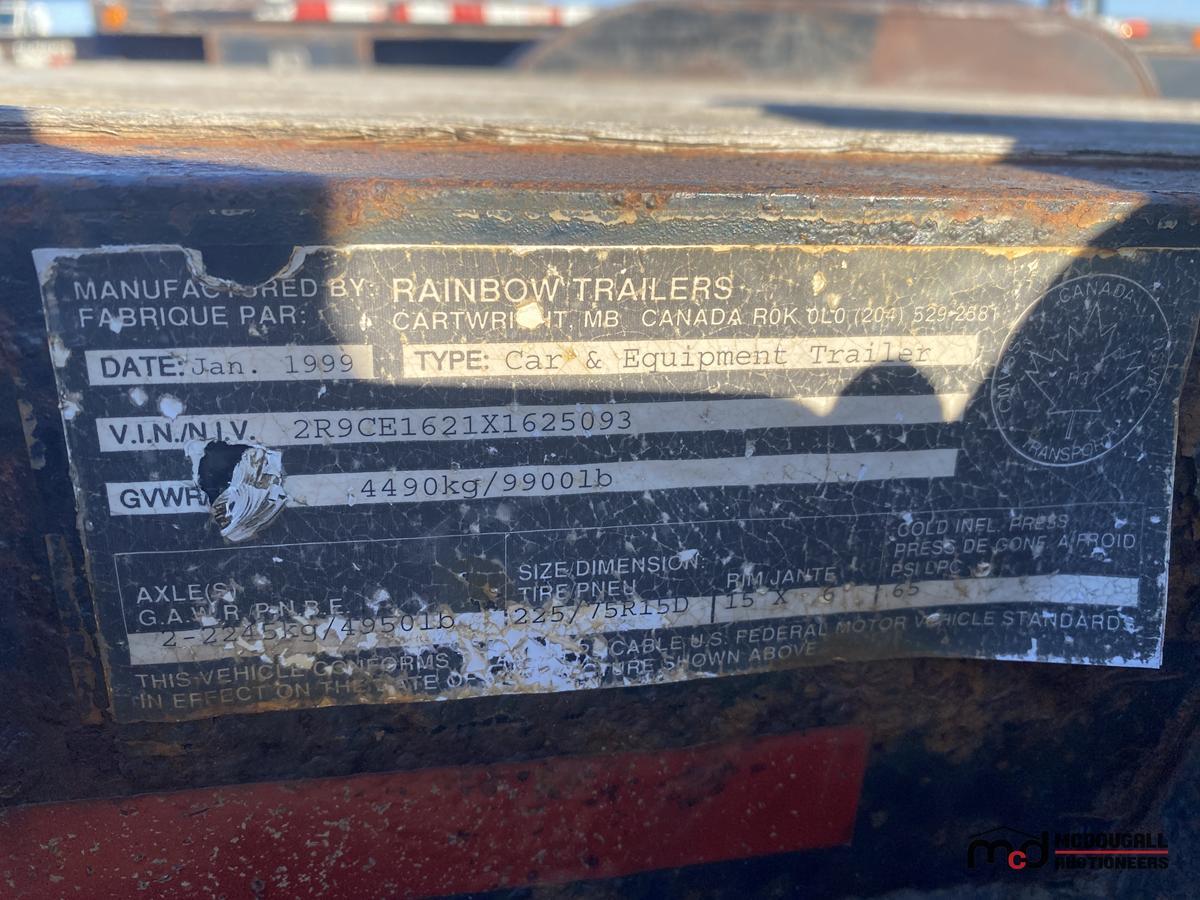 MANUFACTURED BY: RAINBOW TRAILERS
FABRIQUE PAR: CARTWRIGHT, MB CANADA R0K 0L0 (204) 529-2581
DATE: Jan. 1999 TYPE: Car & Equipment Trailer
V.I.N./N.I.V. 2R9CE1621X1625093
GVWR 4490kg/9900lb
CANADA
TRANSPORT
AXLE(S)
G.A.W.R. P.N.B.E
SIZE DIMENSION:
TIRE/PNEU
RIM JANTE
COLD INFL. PRESS
PRESS DE GONF. A FROID
PSI LPC
2-2245kg/4950lb 225/75R15D 15 X 6 65
THIS VEHICLE CONFORMS U.S. FEDERAL MOTOR VEHICLE STANDARDS
IN EFFECT ON THE DATE OF SHOWN ABOVE
mcd MCDOUGALL
AUCTIONEERS